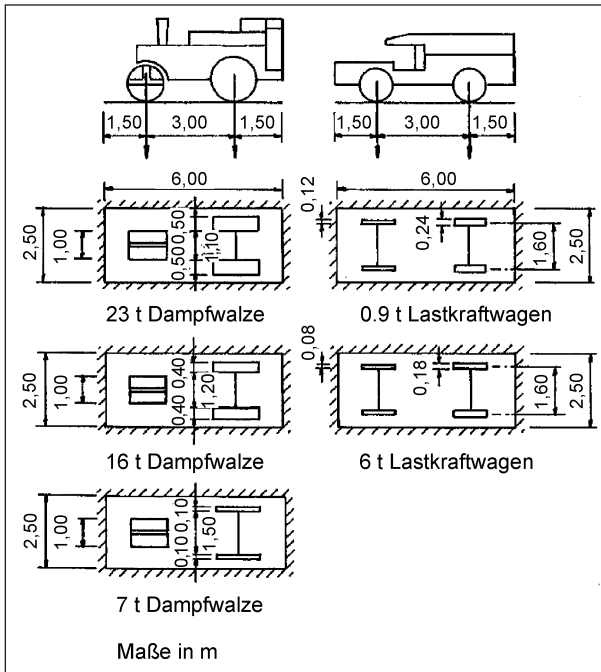 1,50 3,00 1,50 1,50 3,00 1,50
6,00 6,00
0,12
2,50 1,00 0,50 0,50 1,10 0,24 1,60 2,50
23 t Dampfwalze 0.9 t Lastkraftwagen
0,08
2,50 1,00 0,40 0,40 1,20 0,18 1,60 2,50
16 t Dampfwalze 6 t Lastkraftwagen
2,50 1,00 0,10 0,10 1,50
7 t Dampfwalze
Maße in m